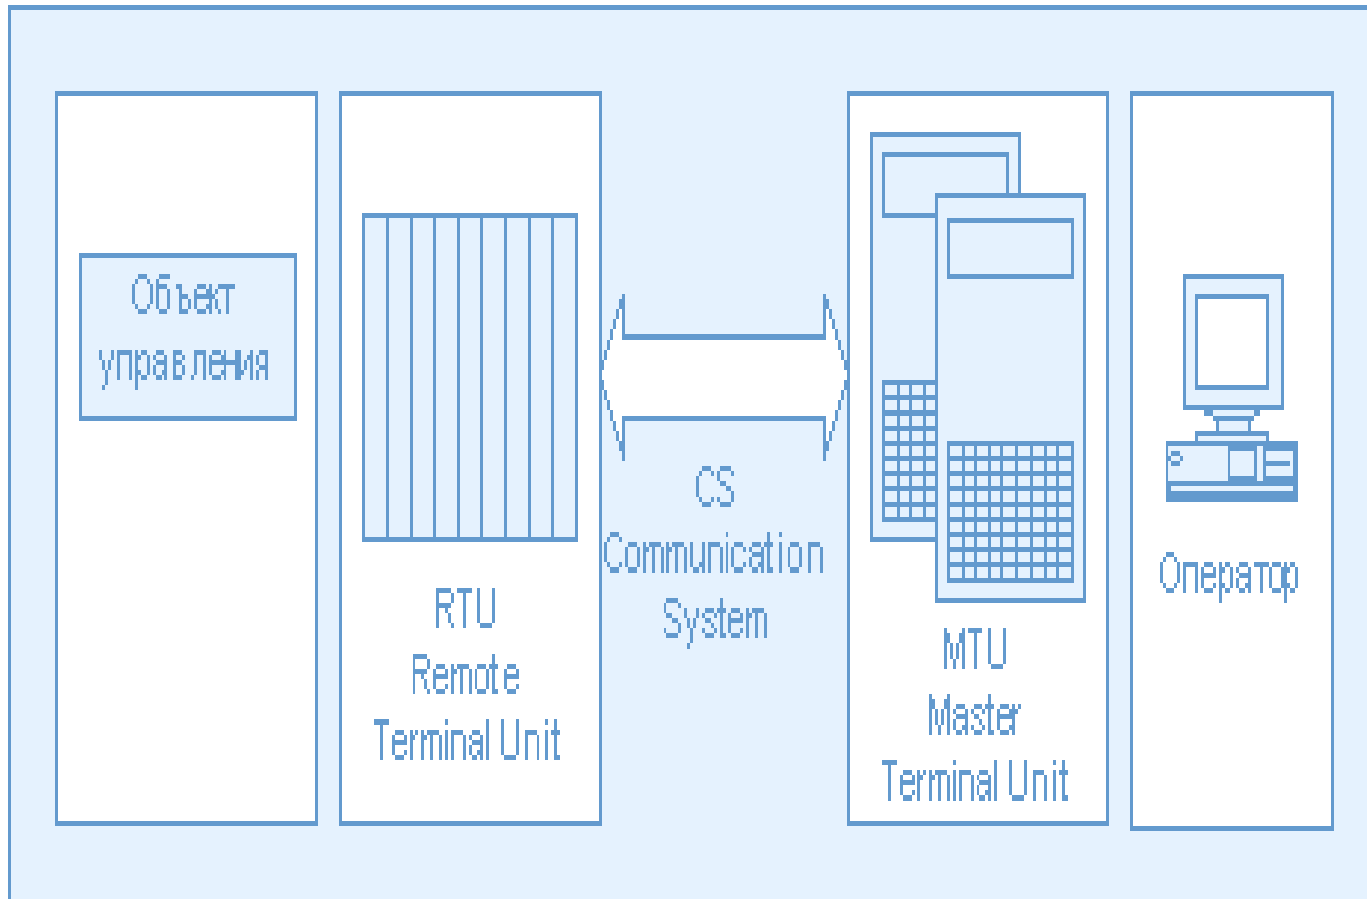 Объект
управления
RTU
Remote
Terminal Unit
CS
Communication
System
MTU
Master
Terminal Unit
Оператор